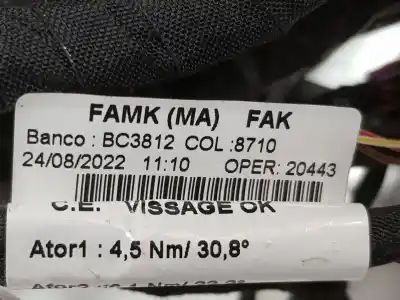 FAMK (MA) FAK
Banco : BC3812 COL :8710
24/08/2022 11:10 OPER: 20443
C.E. VISSAGE OK
Ator1 : 4,5 Nm/ 30,8º